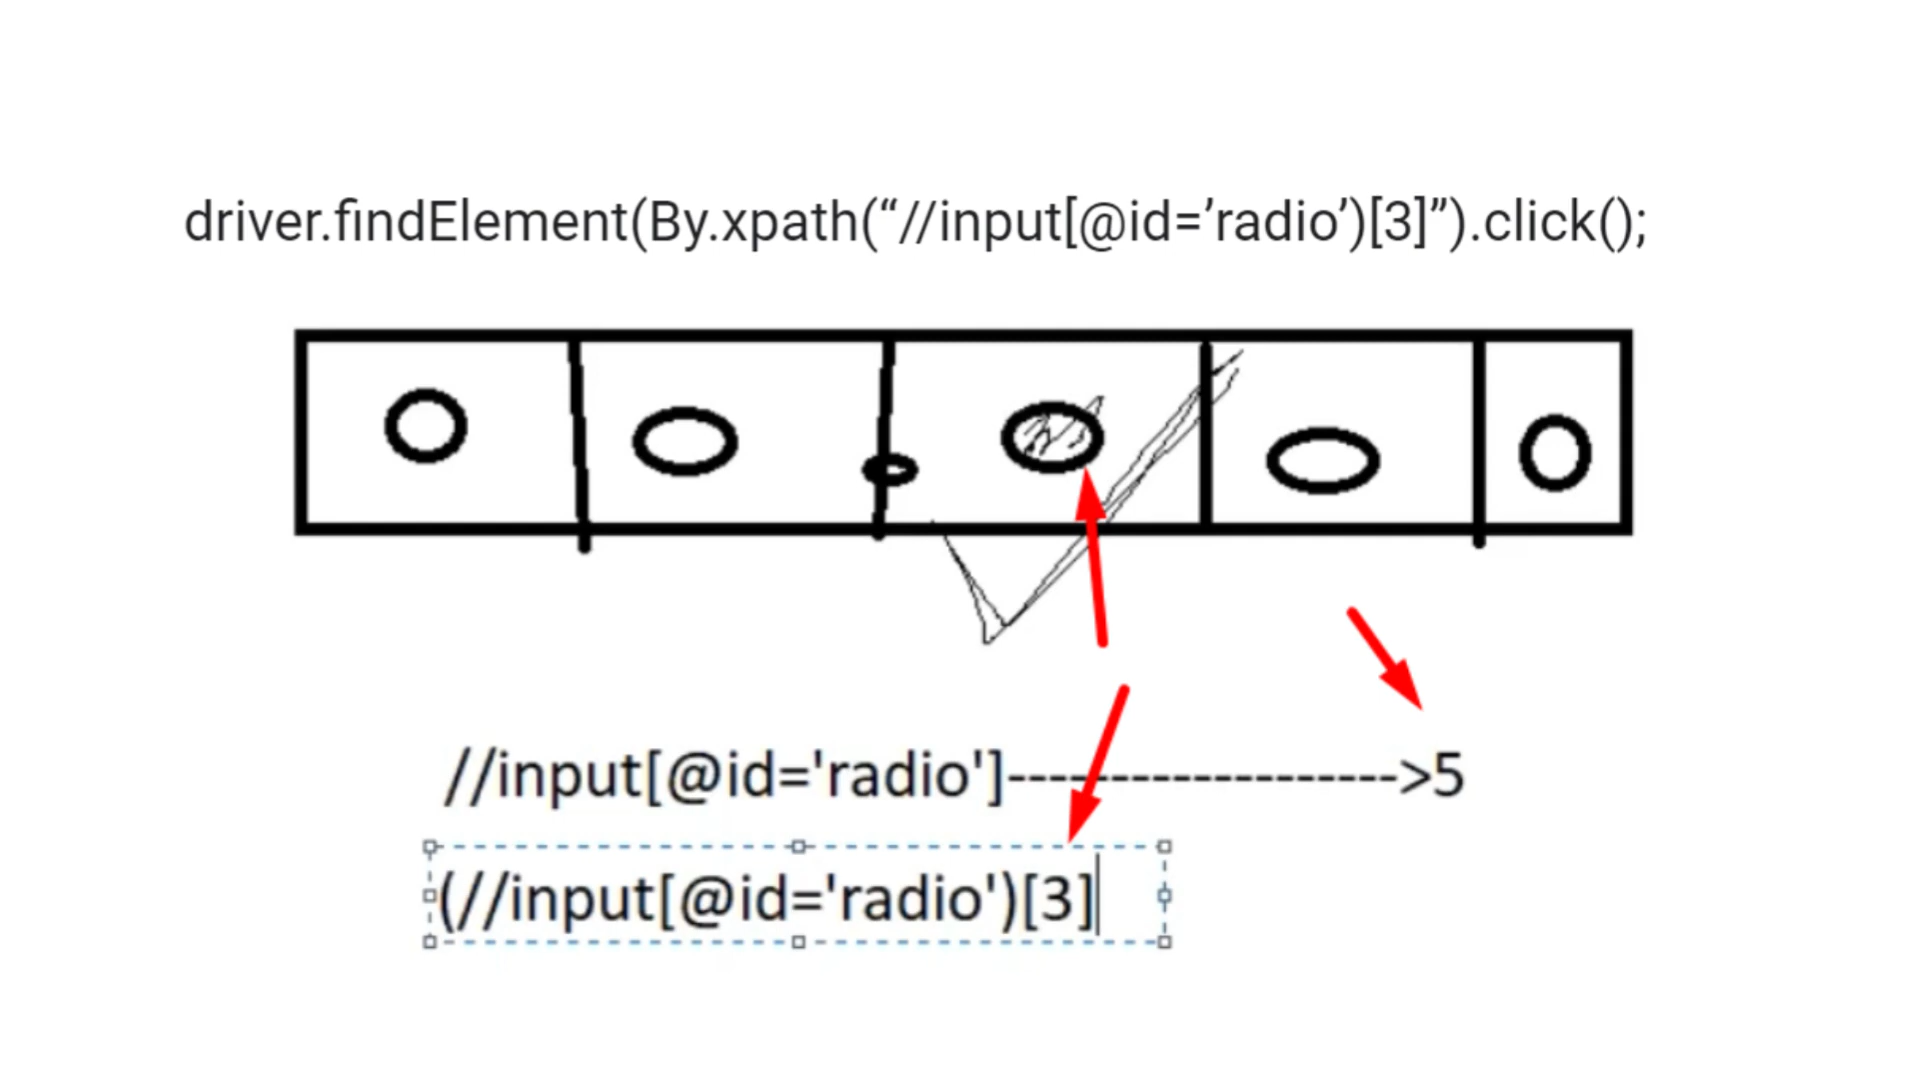 driver.findElement(By.xpath(“//input[@id=’radio’)[3]”).click();
//input[@id='radio']------------------->5
(//input[@id='radio')[3]